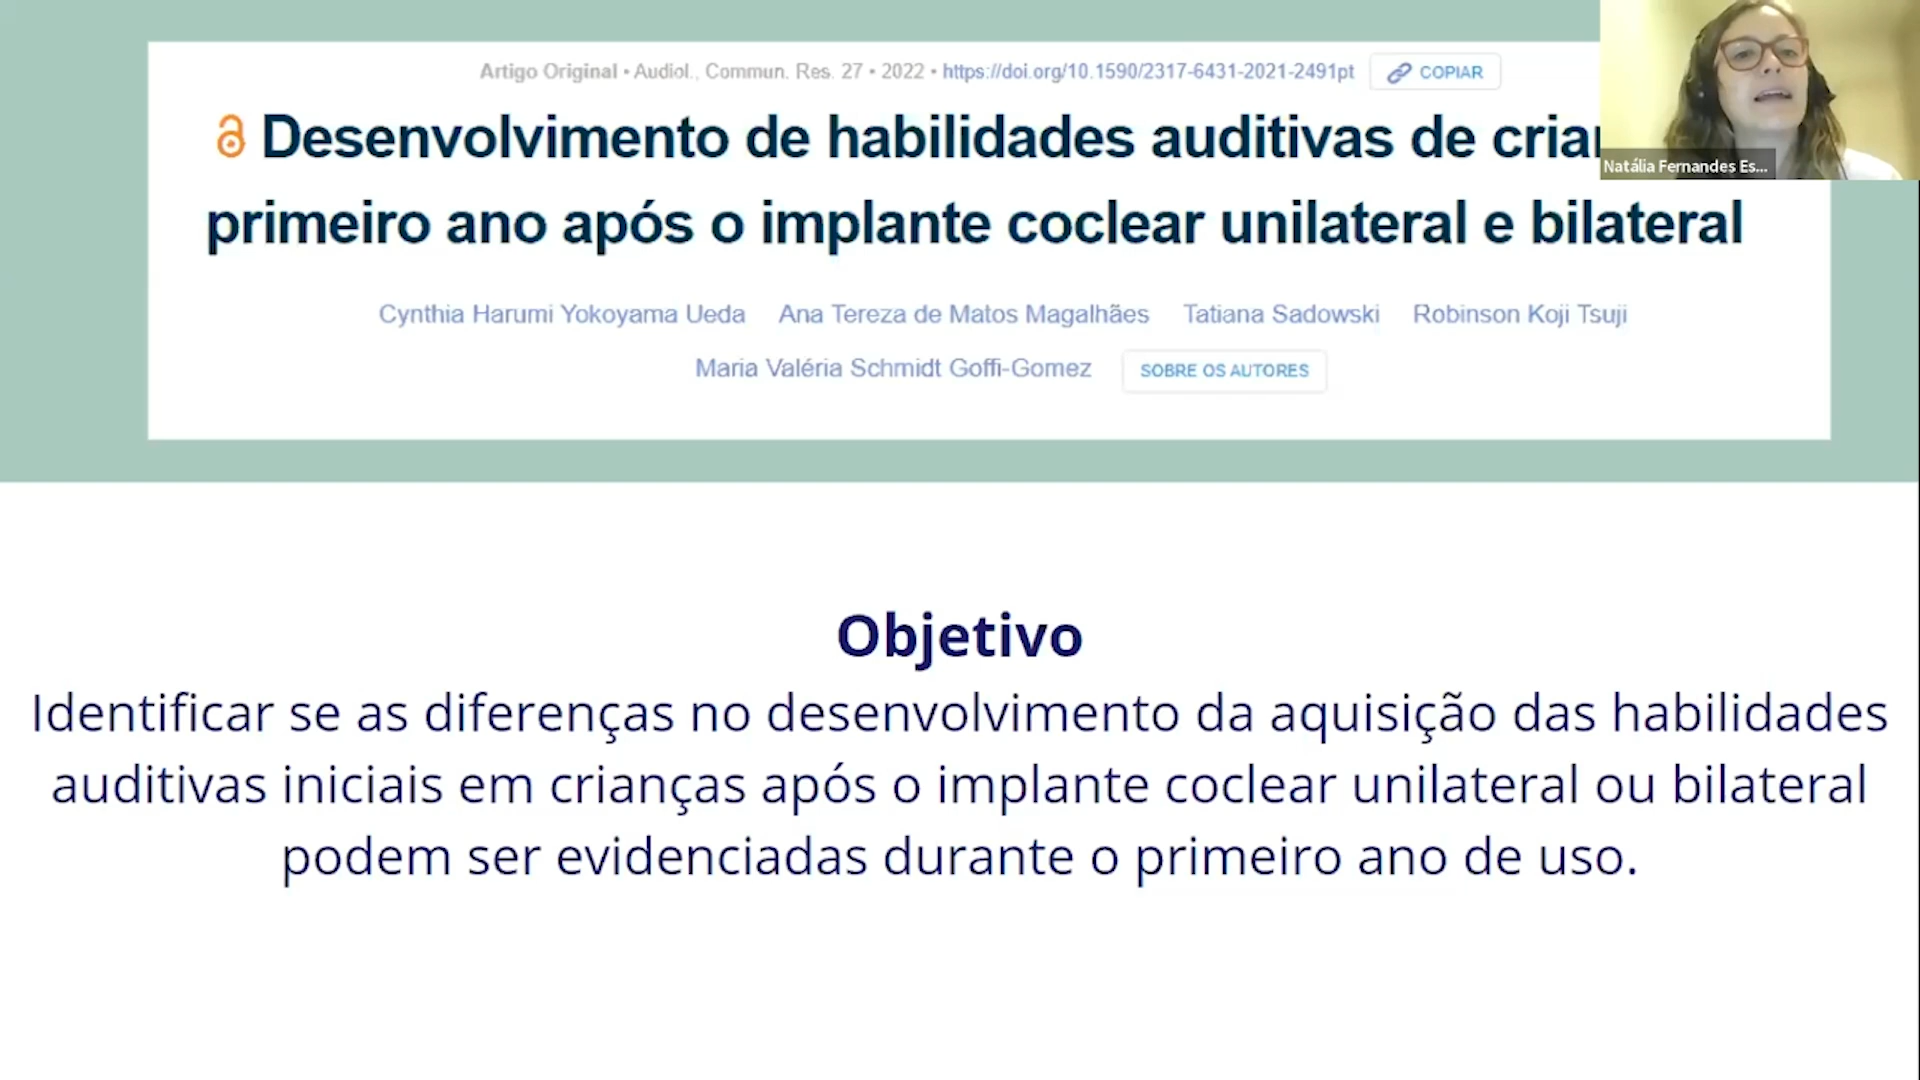 Artigo Original • Audiol., Commun. Res. 27 • 2022 • https://doi.org/10.1590/2317-6431-2021-2491pt COPIAR
Desenvolvimento de habilidades auditivas de
primeiro ano após o implante coclear unilateral e bilateral
Cynthia Harumi Yokoyama Ueda Ana Tereza de Matos Magalhães Tatiana Sadowski Robinson Koji Tsuji
Maria Valéria Schmidt Goffi-Gomez SOBRE OS AUTORES
Natália Fernandes Es...
Objetivo
Identificar se as diferenças no desenvolvimento da aquisição das habilidades
auditivas iniciais em crianças após o implante coclear unilateral ou bilateral
podem ser evidenciadas durante o primeiro ano de uso.